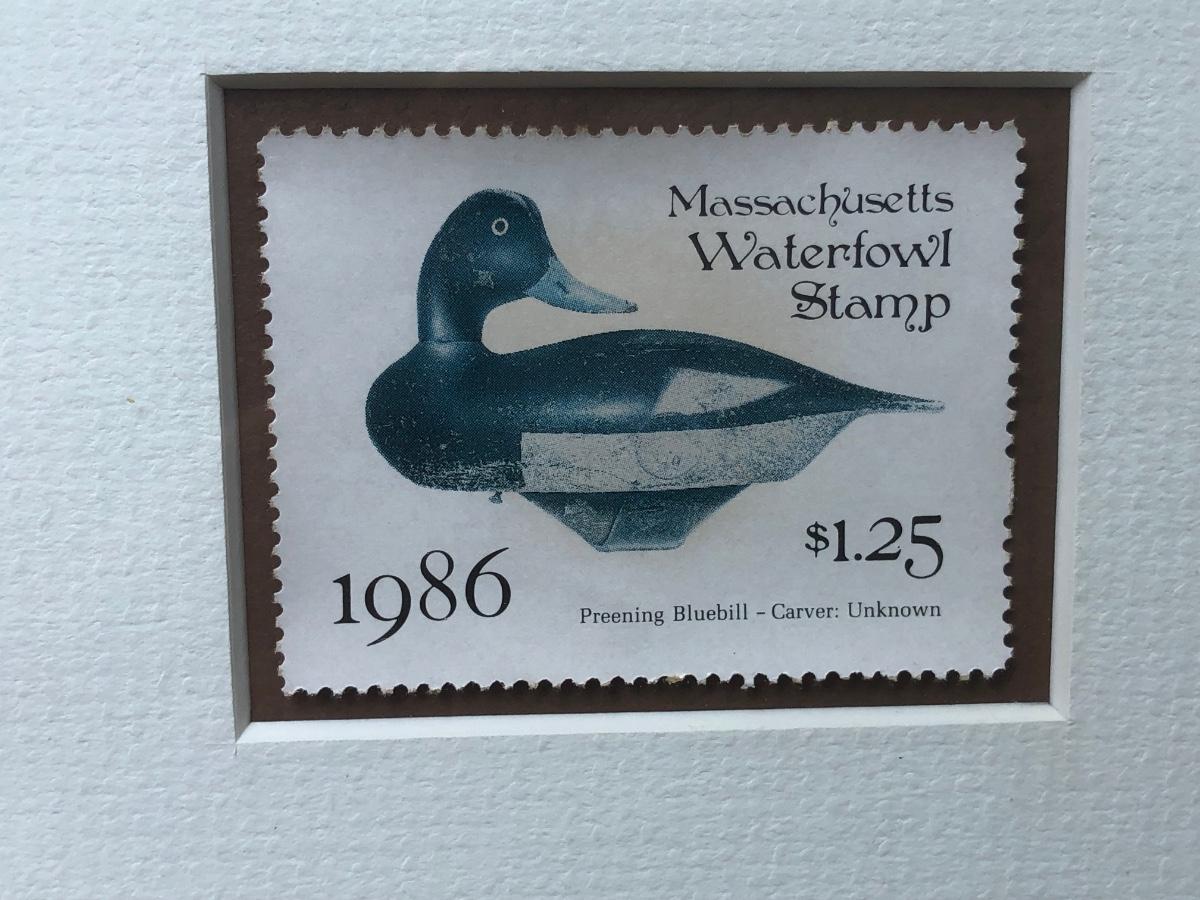 Massachusetts
Waterfowl
Stamp
$1.25
1986
Preening Bluebill – Carver: Unknown